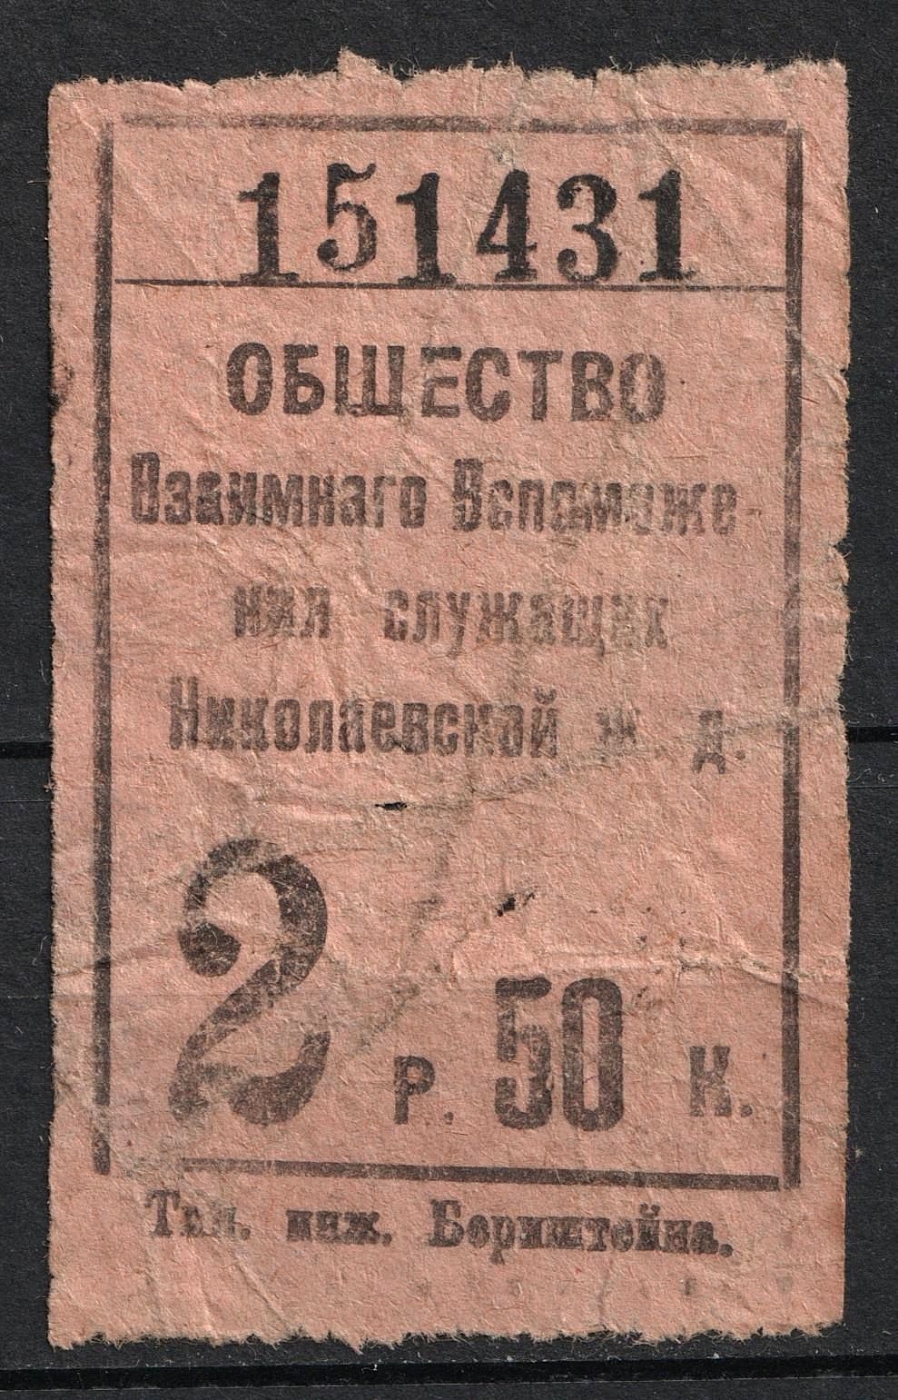 151431
ОБЩЕСТВО
Взаимнаго Вспоможе-
нія служащих
Николаевской ж д.
2 Р. 50 К.
Тип. инж. Бернштейна.